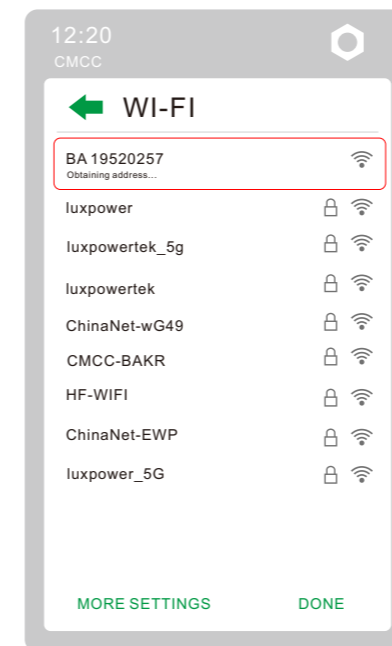 12:20
CMCC
WI-FI
BA 19520257
Obtaining address...
luxpower
luxpowertek_5g
luxpowertek
ChinaNet-wG49
CMCC-BAKR
HF-WIFI
ChinaNet-EWP
luxpower_5G
MORE SETTINGS DONE